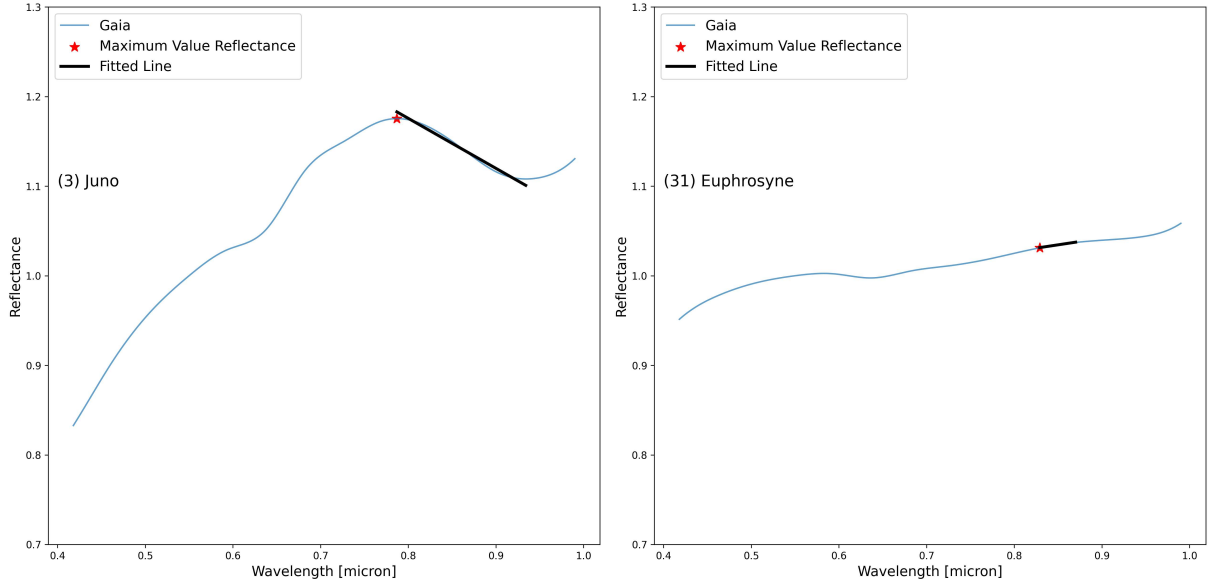 1.3
1.2
1.1
1.0
0.9
0.8
0.7
Reflectance
Gaia
Maximum Value Reflectance
Fitted Line
(3) Juno
0.4 0.5 0.6 0.7 0.8 0.9 1.0
Wavelength [micron]
1.3
1.2
1.1
1.0
0.9
0.8
0.7
Reflectance
Gaia
Maximum Value Reflectance
Fitted Line
(31) Euphrosyne
0.4 0.5 0.6 0.7 0.8 0.9 1.0
Wavelength [micron]